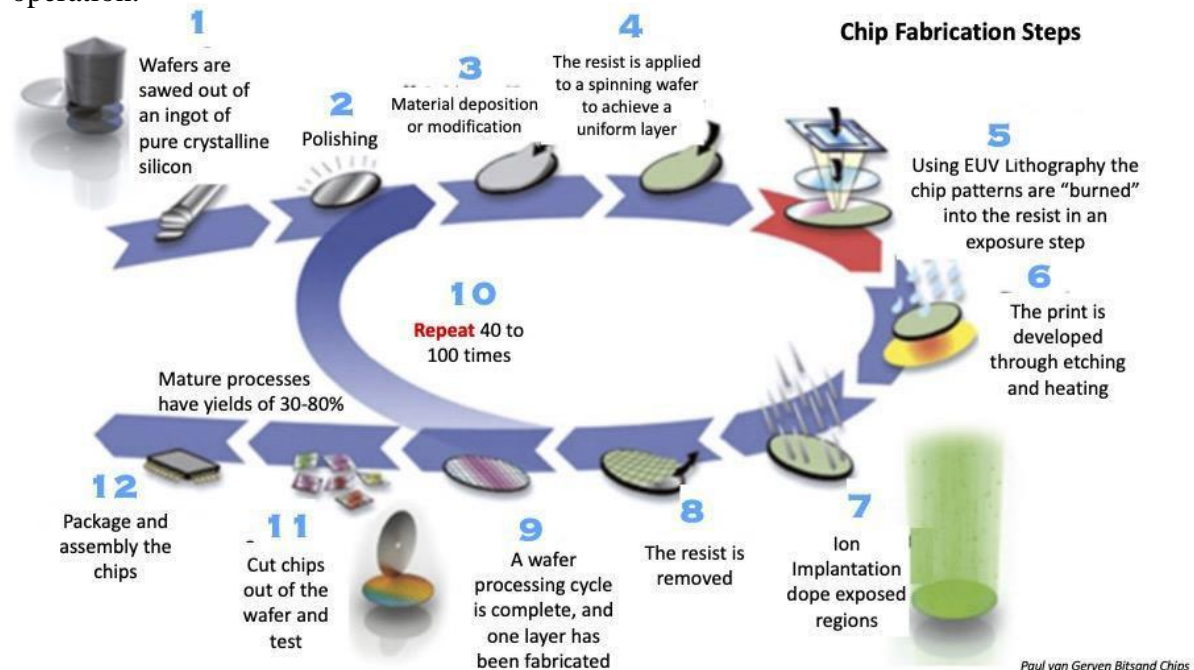 operation.
Chip Fabrication Steps
1
Wafers are
sawed out of
an ingot of
pure crystalline
silicon
2
Polishing
3
Material deposition
or modification
4
The resist is applied
to a spinning wafer
to achieve a
uniform layer
5
Using EUV Lithography the
chip patterns are “burned”
into the resist in an
exposure step
6
The print is
developed
through etching
and heating
7
Ion
Implantation
dope exposed
regions
8
The resist is
removed
9
A wafer
processing cycle
is complete, and
one layer has
been fabricated
10
Repeat 40 to
100 times
Mature processes
have yields of 30-80%
11
Cut chips
out of the
wafer and
test
12
Package and
assembly the
chips
Paul van Gerven Bitsand Chips